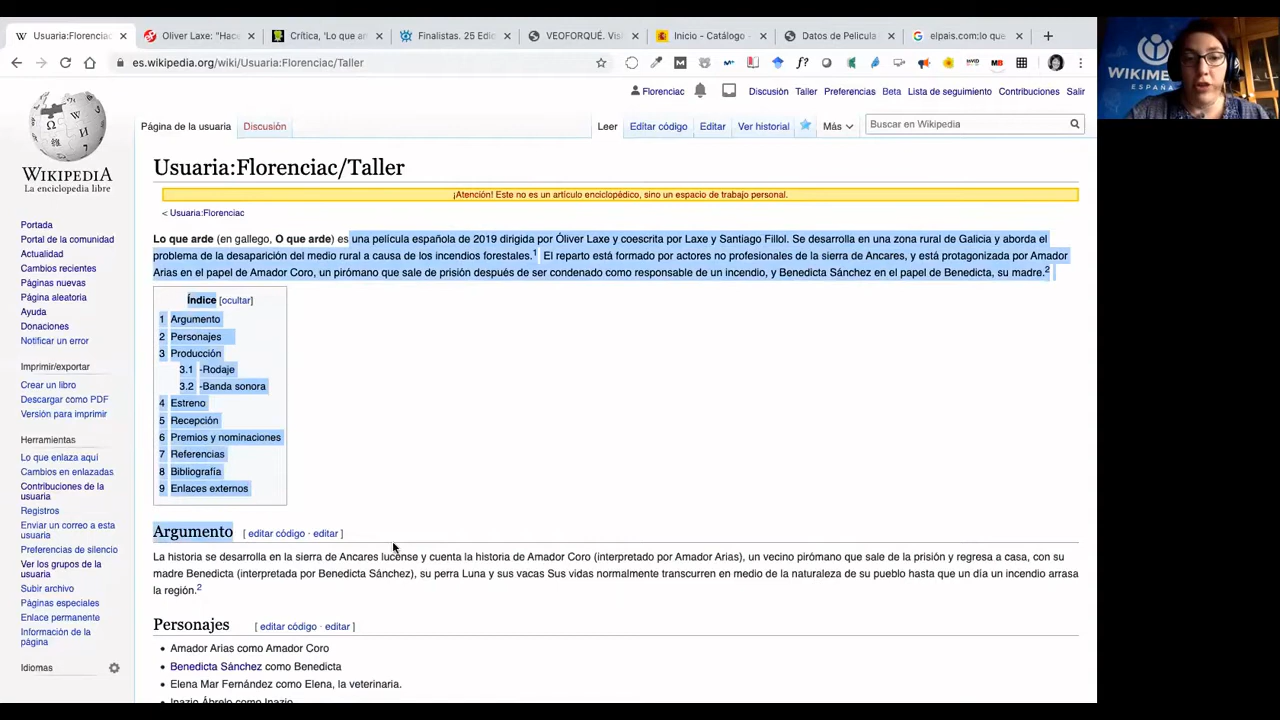 Usuaria:Florenciac
Oliver Laxe: "Hace
Crítica, 'Lo que ar
Finalistas. 25 Edic
VEOFORQUÉ. Vis
Inicio - Catálogo
Datos de Pelicula
elpais.com:lo que
es.wikipedia.org/wiki/Usuaria:Florenciac/Taller
WIKIPEDIA
La enciclopedia libre
Florenciac
Discusión
Taller
Preferencias
Beta
Lista de seguimiento
Contribuciones
Salir
Página de la usuaria
Discusión
Leer
Editar código
Editar
Ver historial
Más
Buscar en Wikipedia
Portada
Portal de la comunidad
Actualidad
Cambios recientes
Páginas nuevas
Página aleatoria
Ayuda
Donaciones
Notificar un error
Imprimir/exportar
Crear un libro
Descargar como PDF
Versión para imprimir
Herramientas
Lo que enlaza aquí
Cambios en enlazadas
Contribuciones de la
usuaria
Registros
Enviar un correo a esta
usuaria
Preferencias de silencio
Ver los grupos de la
usuaria
Subir archivo
Páginas especiales
Enlace permanente
Información de la
página
Idiomas
Usuaria:Florenciac/Taller
¡Atención! Este no es un artículo enciclopédico, sino un espacio de trabajo personal.
< Usuaria:Florenciac
Lo que arde (en gallego, O que arde) es una película española de 2019 dirigida por Óliver Laxe y coescrita por Laxe y Santiago Fillol. Se desarrolla en una zona rural de Galicia y aborda el
problema de la desaparición del medio rural a causa de los incendios forestales.1 El reparto está formado por actores no profesionales de la sierra de Ancares, y está protagonizada por Amador
Arias en el papel de Amador Coro, un pirómano que sale de prisión después de ser condenado como responsable de un incendio, y Benedicta Sánchez en el papel de Benedicta, su madre.2
Índice [ocultar]
1 Argumento
2 Personajes
3 Producción
3.1 -Rodaje
3.2 -Banda sonora
4 Estreno
5 Recepción
6 Premios y nominaciones
7 Referencias
8 Bibliografía
9 Enlaces externos
Argumento [ editar código · editar ]
La historia se desarrolla en la sierra de Ancares lucense y cuenta la historia de Amador Coro (interpretado por Amador Arias), un vecino pirómano que sale de la prisión y regresa a casa, con su
madre Benedicta (interpretada por Benedicta Sánchez), su perra Luna y sus vacas Sus vidas normalmente transcurren en medio de la naturaleza de su pueblo hasta que un día un incendio arrasa
la región.2
Personajes [ editar código · editar ]
Amador Arias como Amador Coro
Benedicta Sánchez como Benedicta
Elena Mar Fernández como Elena, la veterinaria.
Inazio Ábrelo como Inazio
WIKIME
ESPAÑA